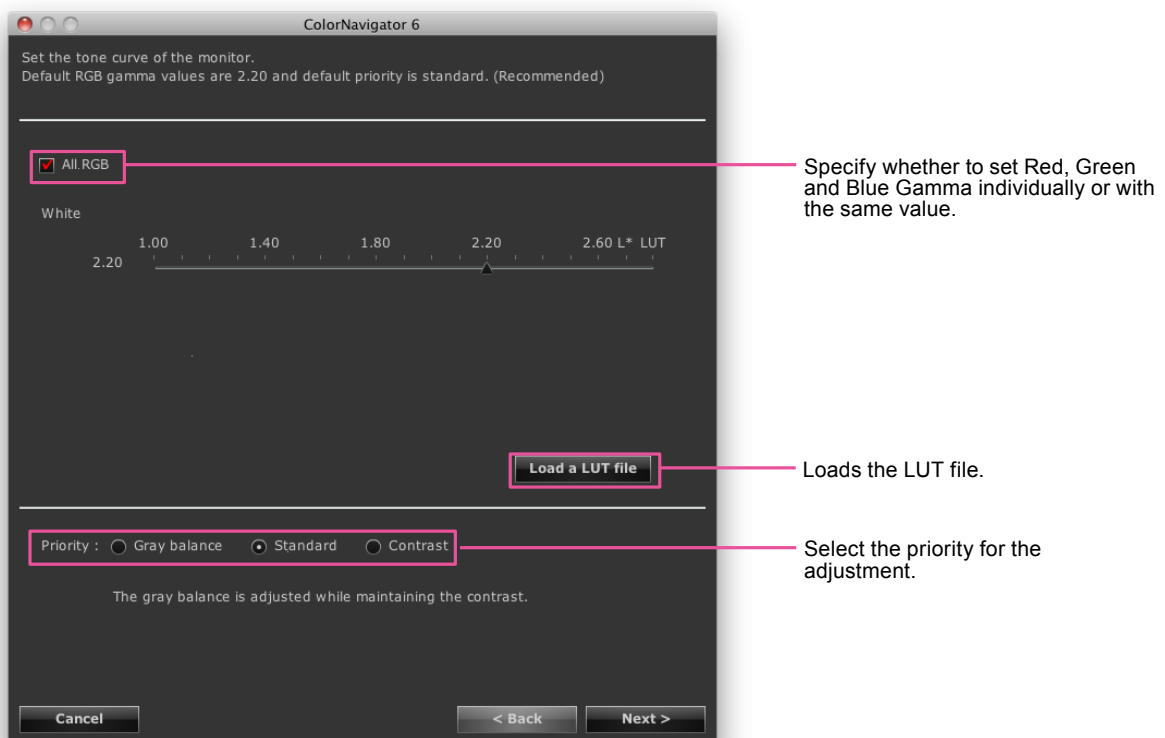 ColorNavigator 6
Set the tone curve of the monitor.
Default RGB gamma values are 2.20 and default priority is standard. (Recommended)
All.RGB
Specify whether to set Red, Green
and Blue Gamma individually or with
the same value.
White
1.00 1.40 1.80 2.20 2.60 L* LUT
2.20
Load a LUT file
Loads the LUT file.
Priority : Gray balance Standard Contrast
Select the priority for the
adjustment.
The gray balance is adjusted while maintaining the contrast.
Cancel < Back Next >